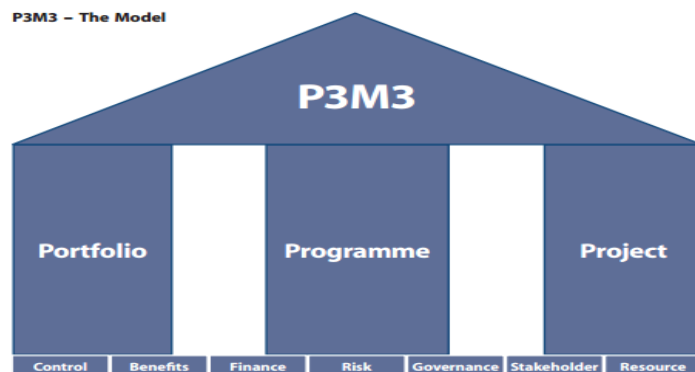 P3M3 – The Model
P3M3
Portfolio Programme Project
Control Benefits Finance Risk Governance Stakeholder Resource